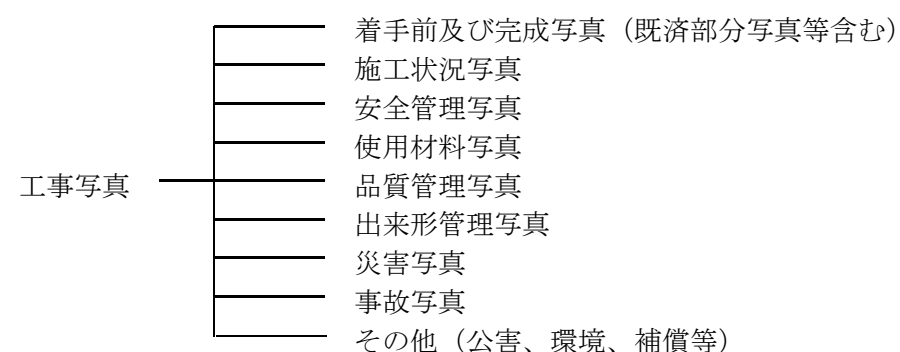 着手前及び完成写真（既済部分写真等含む）
施工状況写真
安全管理写真
使用材料写真
工事写真
品質管理写真
出来形管理写真
災害写真
事故写真
その他（公害、環境、補償等）